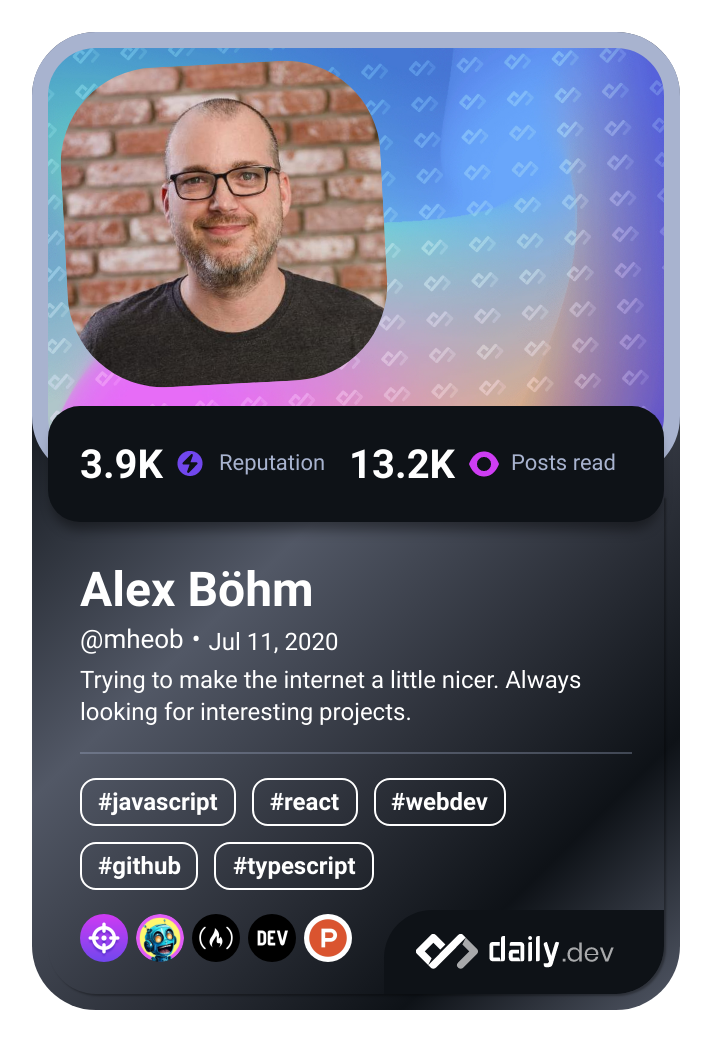 3.9K Reputation 13.2K Posts read
Alex Böhm
@mheob • Jul 11, 2020
Trying to make the internet a little nicer. Always
looking for interesting projects.
#javascript #react #webdev
#github #typescript
DEV P daily.dev